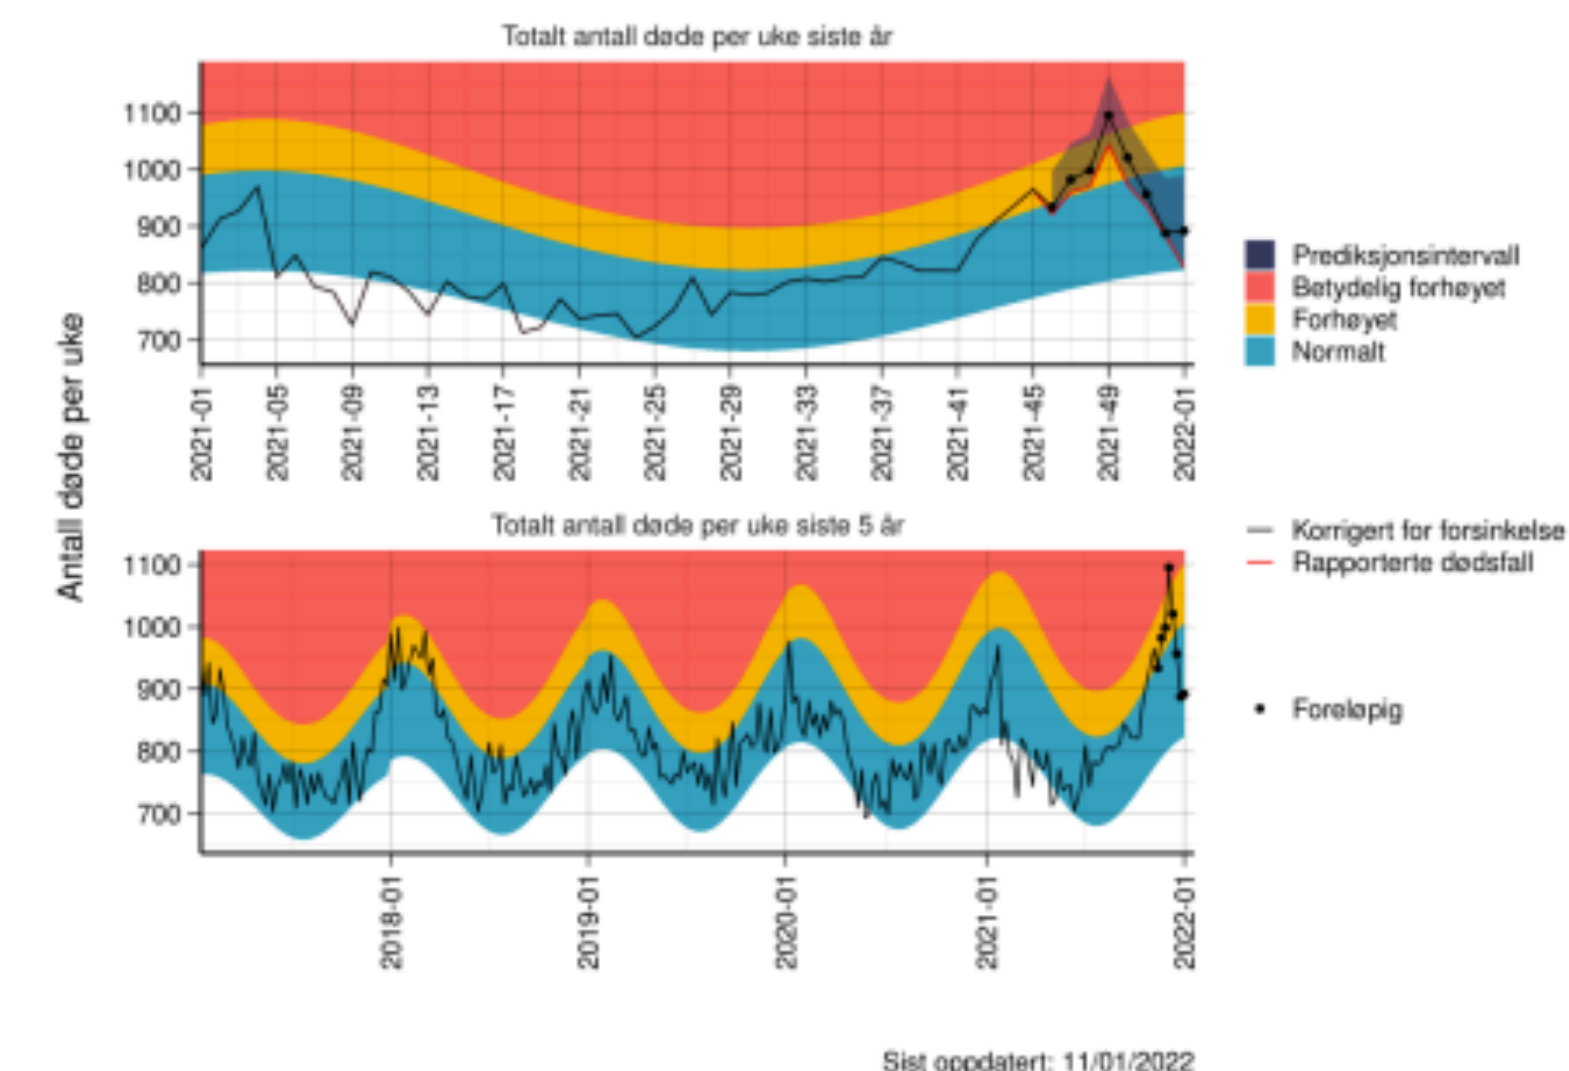 Totalt antall døde per uke siste år
Antall døde per uke
1100
1000
900
800
700
2021-01
2021-05
2021-09
2021-13
2021-17
2021-21
2021-25
2021-29
2021-33
2021-37
2021-41
2021-45
2021-49
2022-01
Prediksjonsintervall
Betydelig forhøyet
Forhøyet
Normalt
Totalt antall døde per uke siste 5 år
1100
1000
900
800
700
2018-01
2019-01
2020-01
2021-01
2022-01
Korrigert for forsinkelse
Rapporterte dødsfall
Foreløpig
Sist oppdatert: 11/01/2022